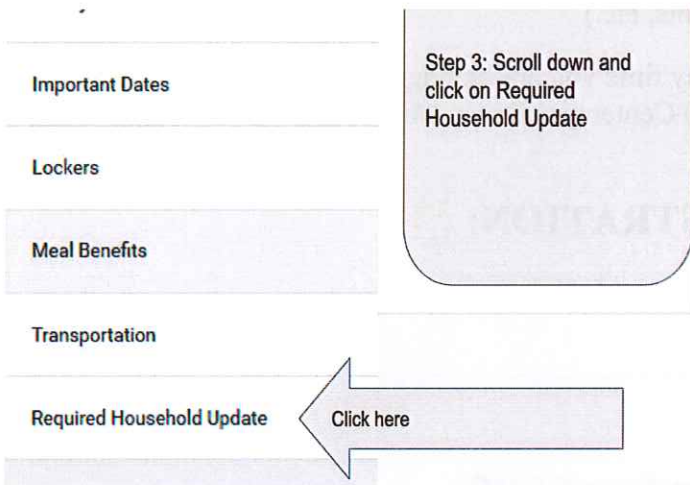 Important Dates
Lockers
Meal Benefits
Transportation
Required Household Update
Step 3: Scroll down and
click on Required
Household Update
Click here